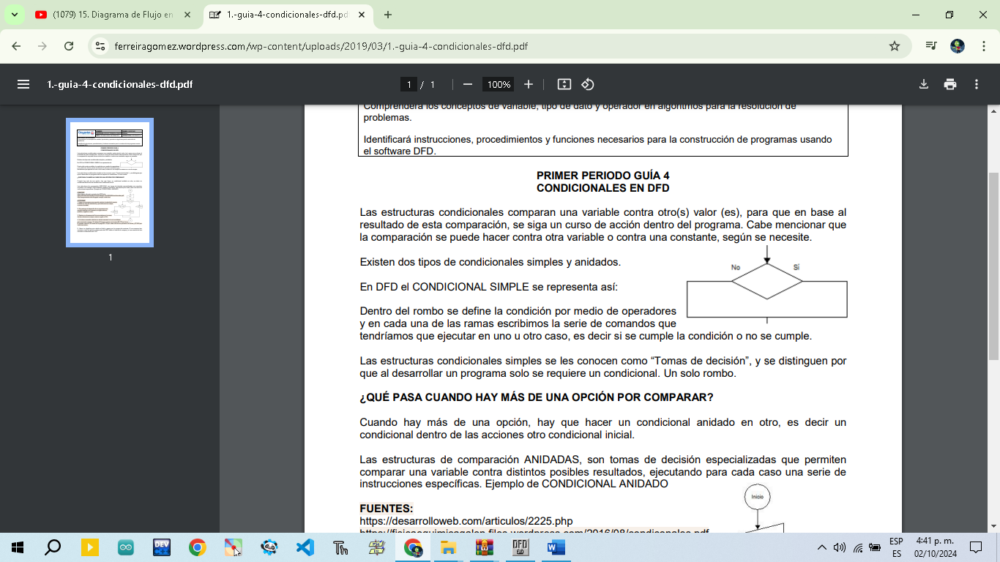 (1079) 15. Diagrama de Flujo en
1.-guia-4-condicionales-dfd.pd
ferreiragomez.wordpress.com/wp-content/uploads/2019/03/1.-guia-4-condicionales-dfd.pdf
1.-guia-4-condicionales-dfd.pdf
1 / 1
100%
1
Comprenderá los conceptos de variable, tipo de dato y operador en algoritmos para la resolución de
problemas.
Identificará instrucciones, procedimientos y funciones necesarios para la construcción de programas usando
el software DFD.
PRIMER PERIODO GUÍA 4
CONDICIONALES EN DFD
Las estructuras condicionales comparan una variable contra otro(s) valor (es), para que en base al
resultado de esta comparación, se siga un curso de acción dentro del programa. Cabe mencionar que
la comparación se puede hacer contra otra variable o contra una constante, según se necesite.
Existen dos tipos de condicionales simples y anidados.
No
Sí
En DFD el CONDICIONAL SIMPLE se representa así:
Dentro del rombo se define la condición por medio de operadores
y en cada una de las ramas escribimos la serie de comandos que
tendríamos que ejecutar en uno u otro caso, es decir si se cumple la condición o no se cumple.
Las estructuras condicionales simples se les conocen como “Tomas de decisión”, y se distinguen por
que al desarrollar un programa solo se requiere un condicional. Un solo rombo.
¿QUÉ PASA CUANDO HAY MÁS DE UNA OPCIÓN POR COMPARAR?
Cuando hay más de una opción, hay que hacer un condicional anidado en otro, es decir un
condicional dentro de las acciones otro condicional inicial.
Las estructuras de comparación ANIDADAS, son tomas de decisión especializadas que permiten
comparar una variable contra distintos posibles resultados, ejecutando para cada caso una serie de
instrucciones específicas. Ejemplo de CONDICIONAL ANIDADO
Inicio
FUENTES:
https://desarrolloweb.com/articulos/2225.php
DEV
Th
DFD
ESP
ES
4:41 p. m.
02/10/2024